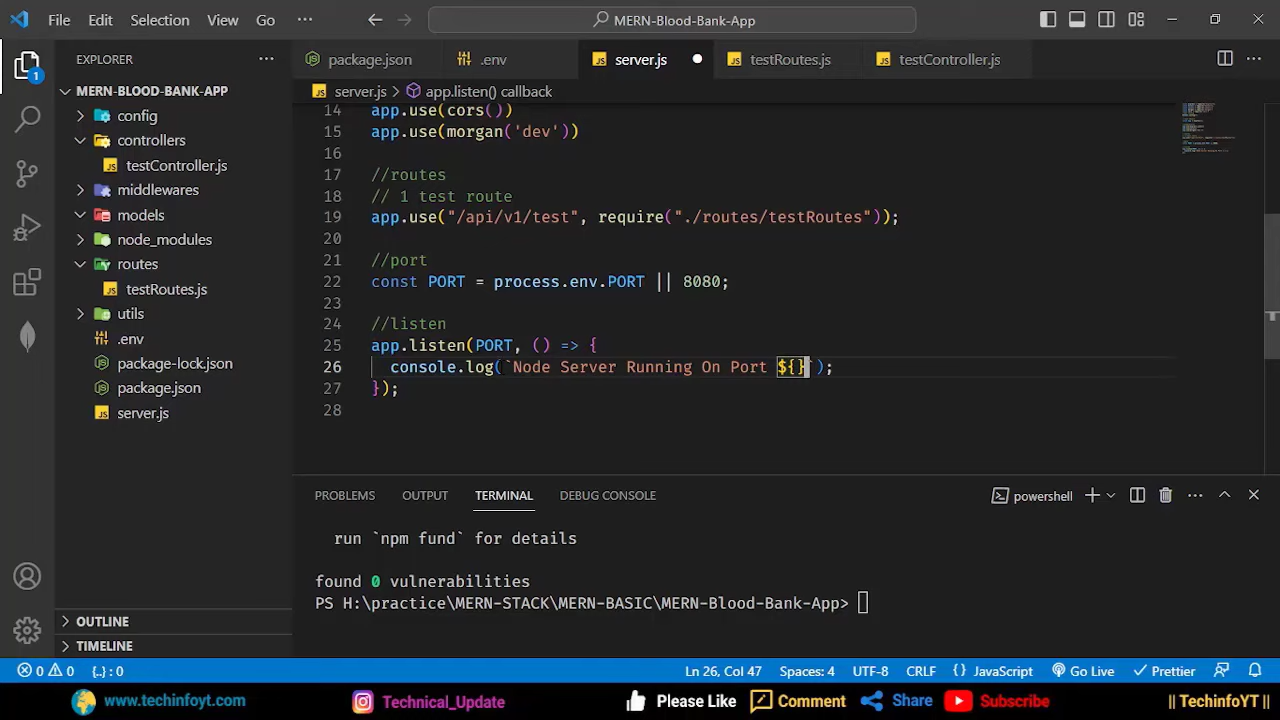 File Edit Selection View Go ··· MERN-Blood-Bank-App
EXPLORER ···
package.json .env server.js testRoutes.js testController.js ···
server.js > app.listen() callback
MERN-BLOOD-BANK-APP
config
controllers
testController.js
middlewares
models
node_modules
routes
testRoutes.js
utils
.env
package-lock.json
package.json
server.js
OUTLINE
TIMELINE
1
14 app.use(cors())
15 app.use(morgan('dev'))
16
17 //routes
18 // 1 test route
19 app.use("/api/v1/test", require("./routes/testRoutes"));
20
21 //port
22 const PORT = process.env.PORT || 8080;
23
24 //listen
25 app.listen(PORT, () => {
26 console.log(`Node Server Running On Port ${}`);
27 });
28
PROBLEMS OUTPUT TERMINAL DEBUG CONSOLE powershell ···
run `npm fund` for details
found 0 vulnerabilities
PS H:\practice\MERN-STACK\MERN-BASIC\MERN-Blood-Bank-App>
0 0 {..} : 0 Ln 26, Col 47 Spaces: 4 UTF-8 CRLF {} JavaScript Go Live Prettier
www.techinfoyt.com Technical_Update Please Like Comment Share Subscribe || TechinfoYT ||